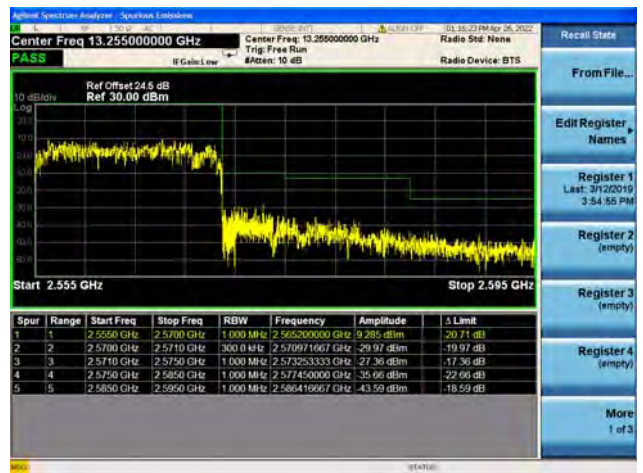 Agilent Spectrum Analyzer - Spurious Emissions
Center Freq 13.255000000 GHz
Center Freq: 13.255000000 GHz
01:15:23 PM Apr 26, 2022
Radio Std: None
PASS
IFGain:Low
Trig: Free Run
#Atten: 10 dB
Radio Device: BTS
Ref Offset 24.5 dB
10 dB/div
Ref 30.00 dBm
Log
Start 2.555 GHz
Stop 2.595 GHz
Spur Range Start Freq Stop Freq RBW Frequency Amplitude Δ Limit
1 1 2.5550 GHz 2.5700 GHz 1.000 MHz 2.565200000 GHz 9.285 dBm -20.71 dB
2 2 2.5700 GHz 2.5710 GHz 300.0 kHz 2.570971667 GHz -29.97 dBm -19.97 dB
3 3 2.5710 GHz 2.5750 GHz 1.000 MHz 2.573253333 GHz -27.36 dBm -17.36 dB
4 4 2.5750 GHz 2.5850 GHz 1.000 MHz 2.577450000 GHz -35.66 dBm -22.66 dB
5 5 2.5850 GHz 2.5950 GHz 1.000 MHz 2.586416667 GHz -43.59 dBm -18.59 dB
MSG
STATUS
Recall State
From File...
Edit Register
Names
Register 1
Last: 3/12/2019
3:54:55 PM
Register 2
(empty)
Register 3
(empty)
Register 4
(empty)
More
1 of 3